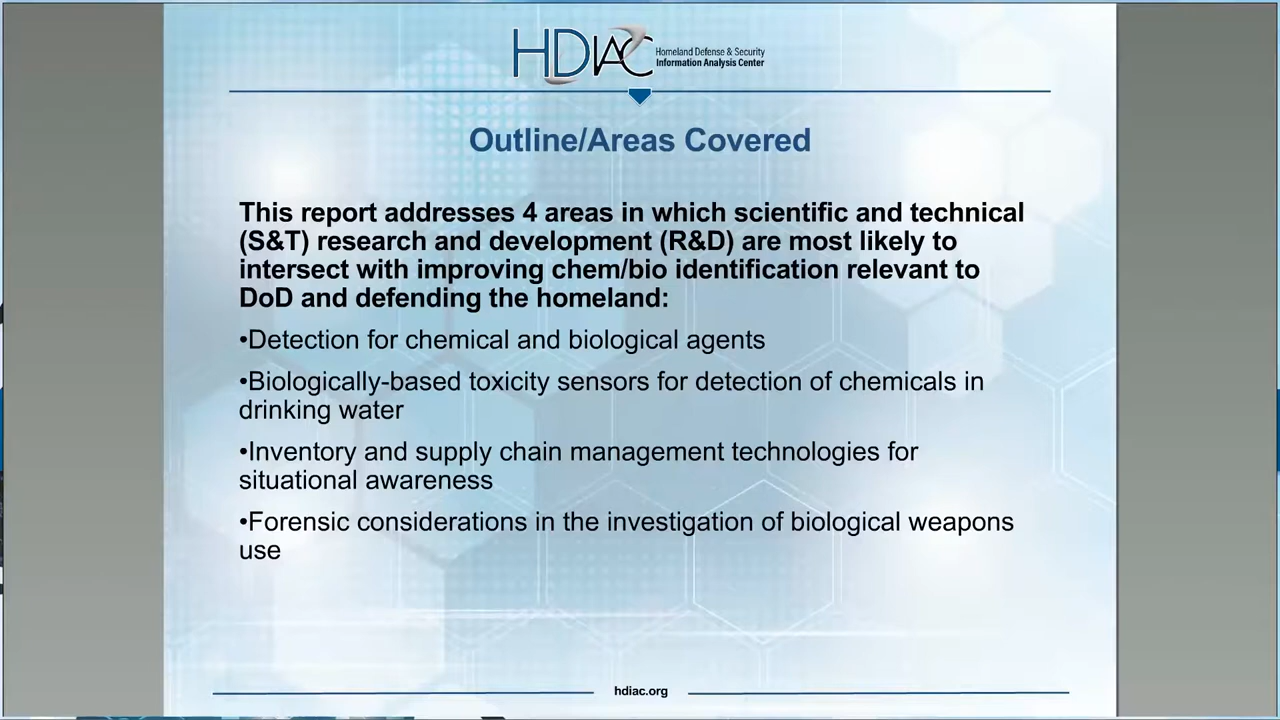 HDIAC
Homeland Defense & Security
Information Analysis Center
Outline/Areas Covered
This report addresses 4 areas in which scientific and technical
(S&T) research and development (R&D) are most likely to
intersect with improving chem/bio identification relevant to
DoD and defending the homeland:
•Detection for chemical and biological agents
•Biologically-based toxicity sensors for detection of chemicals in
drinking water
•Inventory and supply chain management technologies for
situational awareness
•Forensic considerations in the investigation of biological weapons
use
hdiac.org